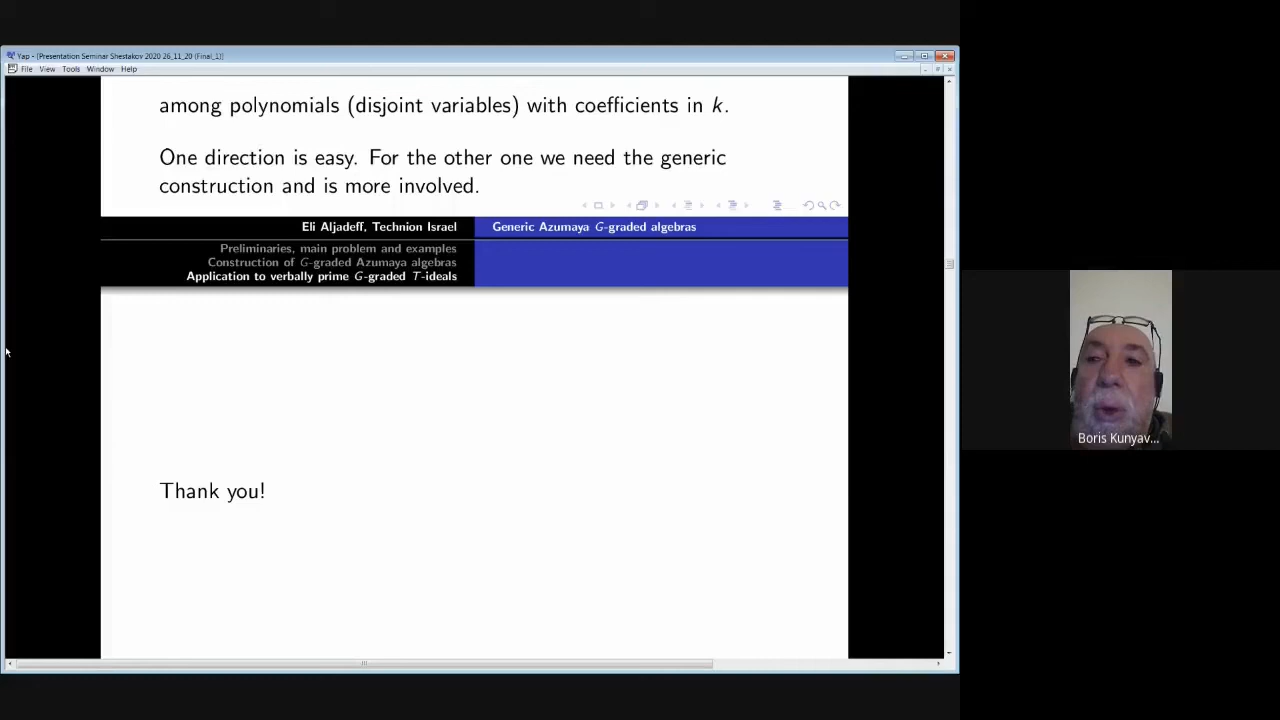 Yap - [Presentation Seminar Shestakov 2020 26_11_20 (Final_1)]
File View Tools Window Help
among polynomials (disjoint variables) with coefficients in k.
One direction is easy. For the other one we need the generic
construction and is more involved.
Eli Aljadeff, Technion Israel
Generic Azumaya G-graded algebras
Preliminaries, main problem and examples
Construction of G-graded Azumaya algebras
Application to verbally prime G-graded T-ideals
Thank you!
Boris Kunyav...